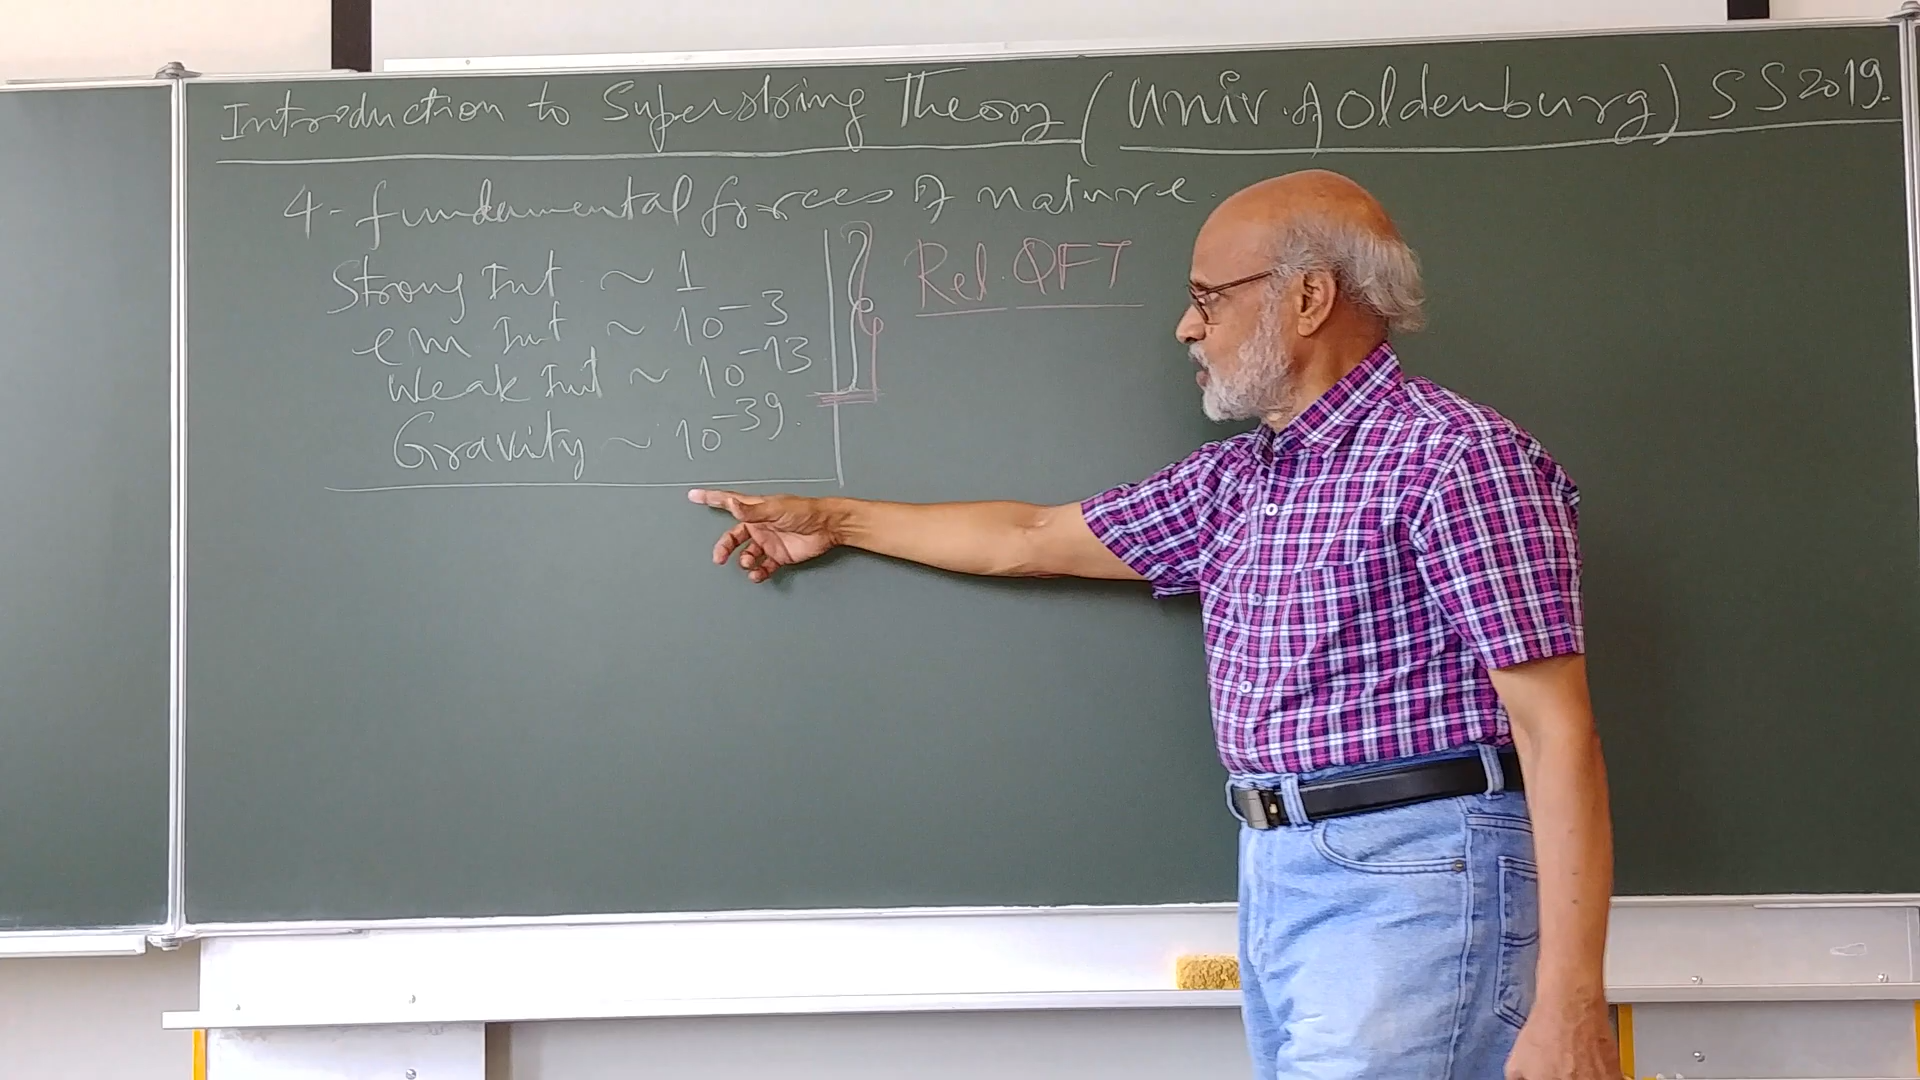 Introduction to Superstring Theory (Univ. of Oldenburg) SS 2019.
4 - fundamental forces of nature.
Strong Int ~ 1
em Int ~ 10^-3
Weak Int ~ 10^-13
Gravity ~ 10^-39.
Rel. QFT